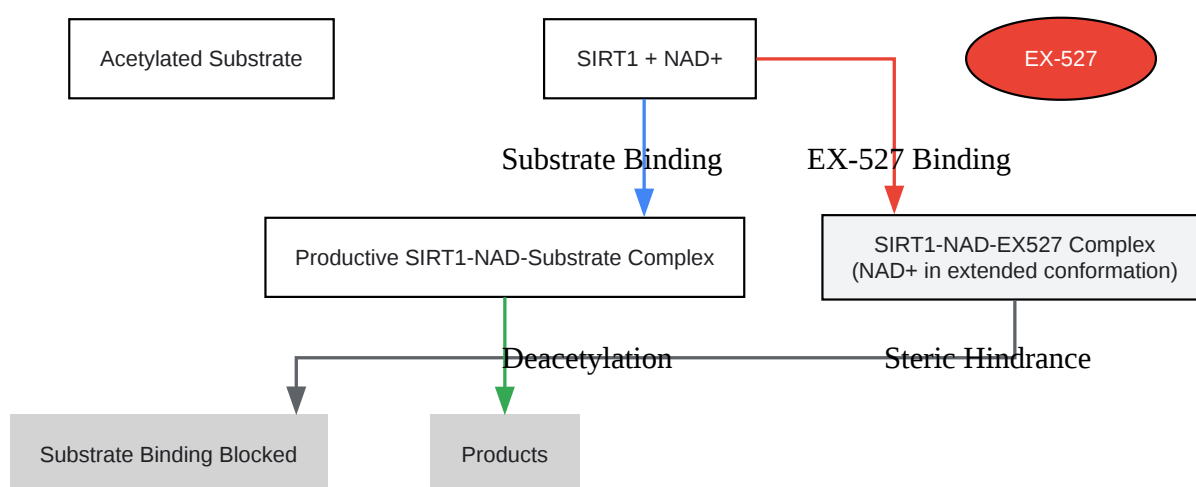 Acetylated Substrate
SIRT1 + NAD+
EX-527
Substrate Binding
EX-527 Binding
Productive SIRT1-NAD-Substrate Complex
SIRT1-NAD-EX527 Complex
(NAD+ in extended conformation)
Deacetylation
Steric Hindrance
Substrate Binding Blocked
Products